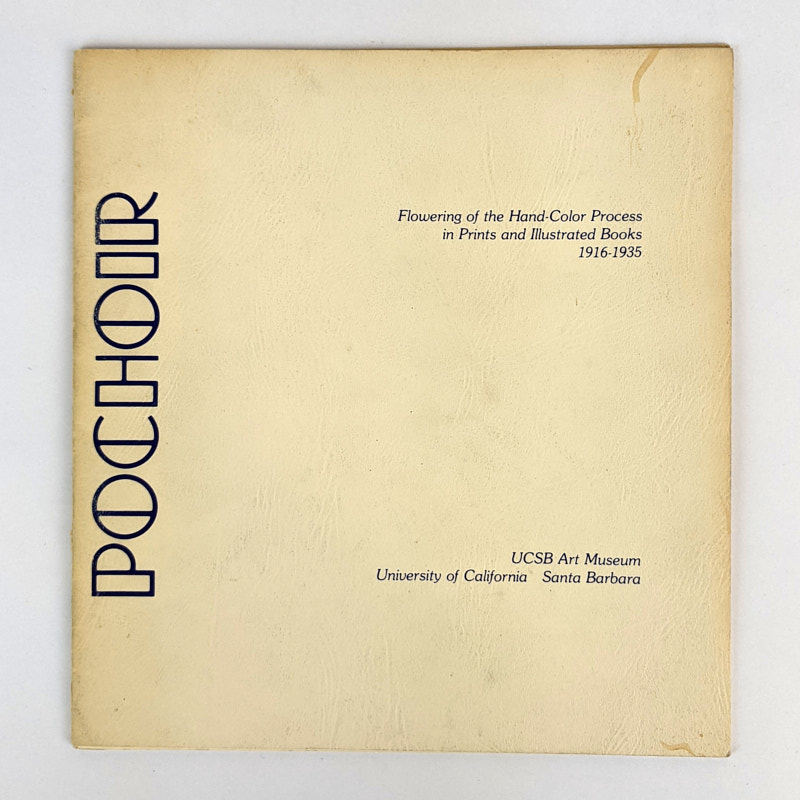 POCHOIR
Flowering of the Hand-Color Process
in Prints and Illustrated Books
1916-1935
UCSB Art Museum
University of California Santa Barbara